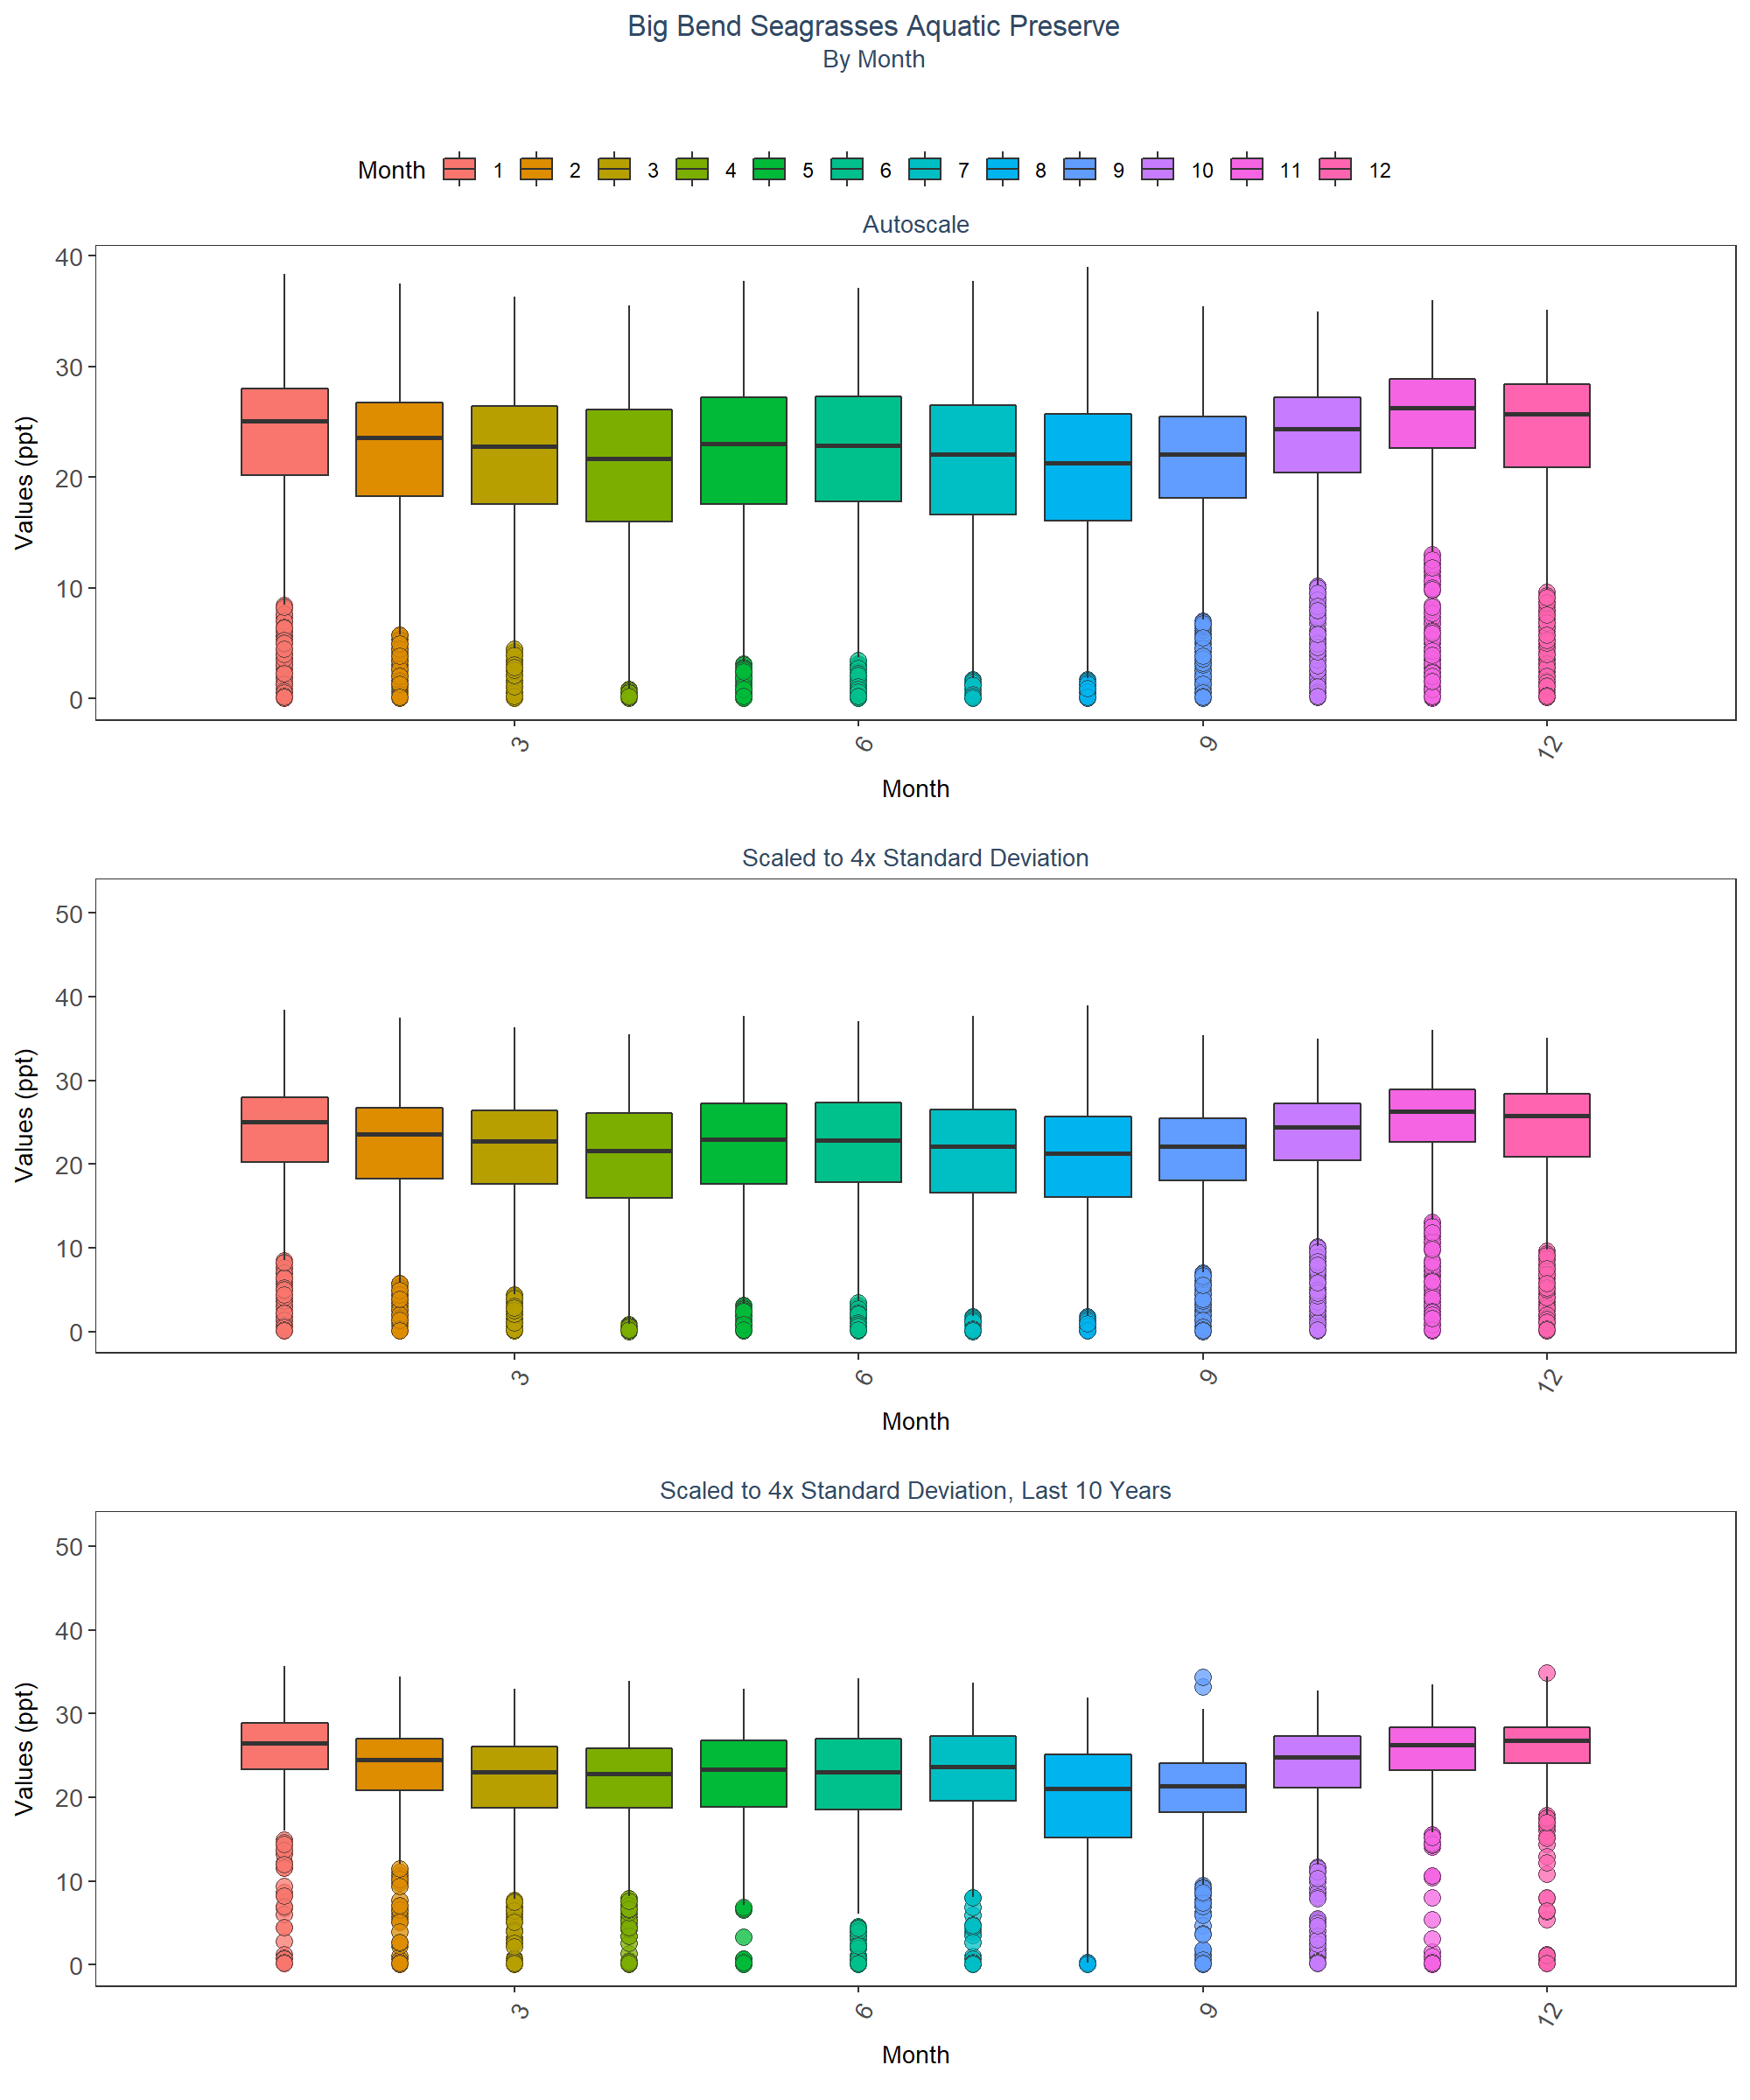 Big Bend Seagrasses Aquatic Preserve
By Month
Month 1 2 3 4 5 6 7 8 9 10 11 12
Autoscale
40
30
20
10
0
Values (ppt)
3 6 9 12
Month
Scaled to 4x Standard Deviation
50
40
30
20
10
0
Values (ppt)
3 6 9 12
Month
Scaled to 4x Standard Deviation, Last 10 Years
50
40
30
20
10
0
Values (ppt)
3 6 9 12
Month